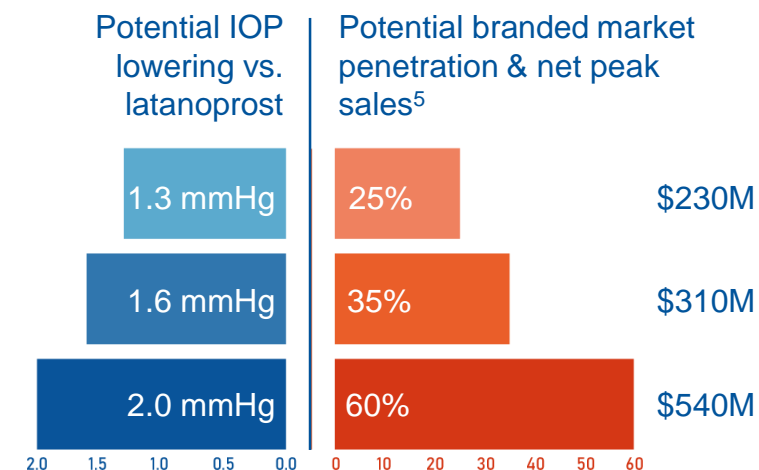 Potential IOP
lowering vs.
latanoprost
Potential branded market
penetration & net peak
sales⁵
1.3 mmHg 25% $230M
1.6 mmHg 35% $310M
2.0 mmHg 60% $540M
2.0 1.5 1.0 0.5 0.0 0 10 20 30 40 50 60